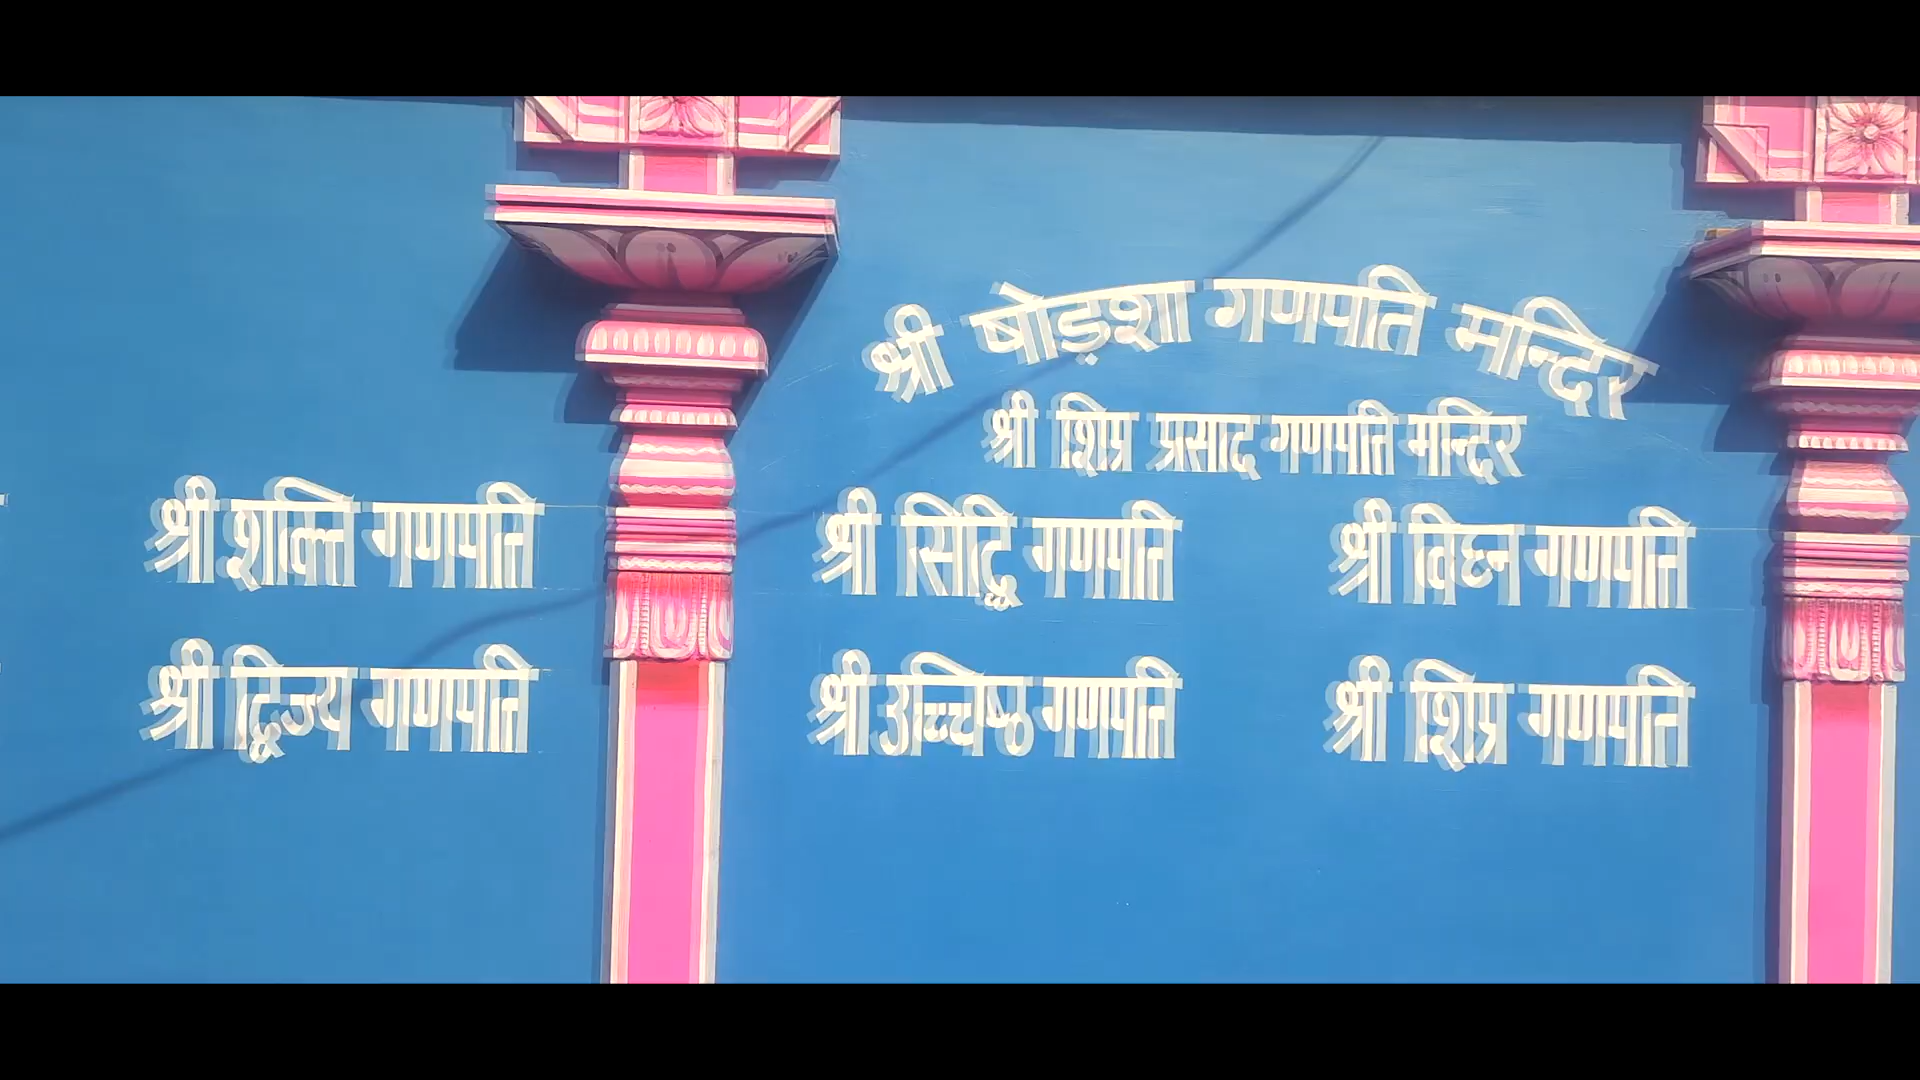 श्री षोड़शा गणपति मन्दिर
श्री शिप्र प्रसाद गणपति मन्दिर
श्री शक्ति गणपति
श्री सिद्धि गणपति
श्री विघ्न गणपति
श्री द्विज्य गणपति
श्री उच्चिष्ठ गणपति
श्री शिप्र गणपति